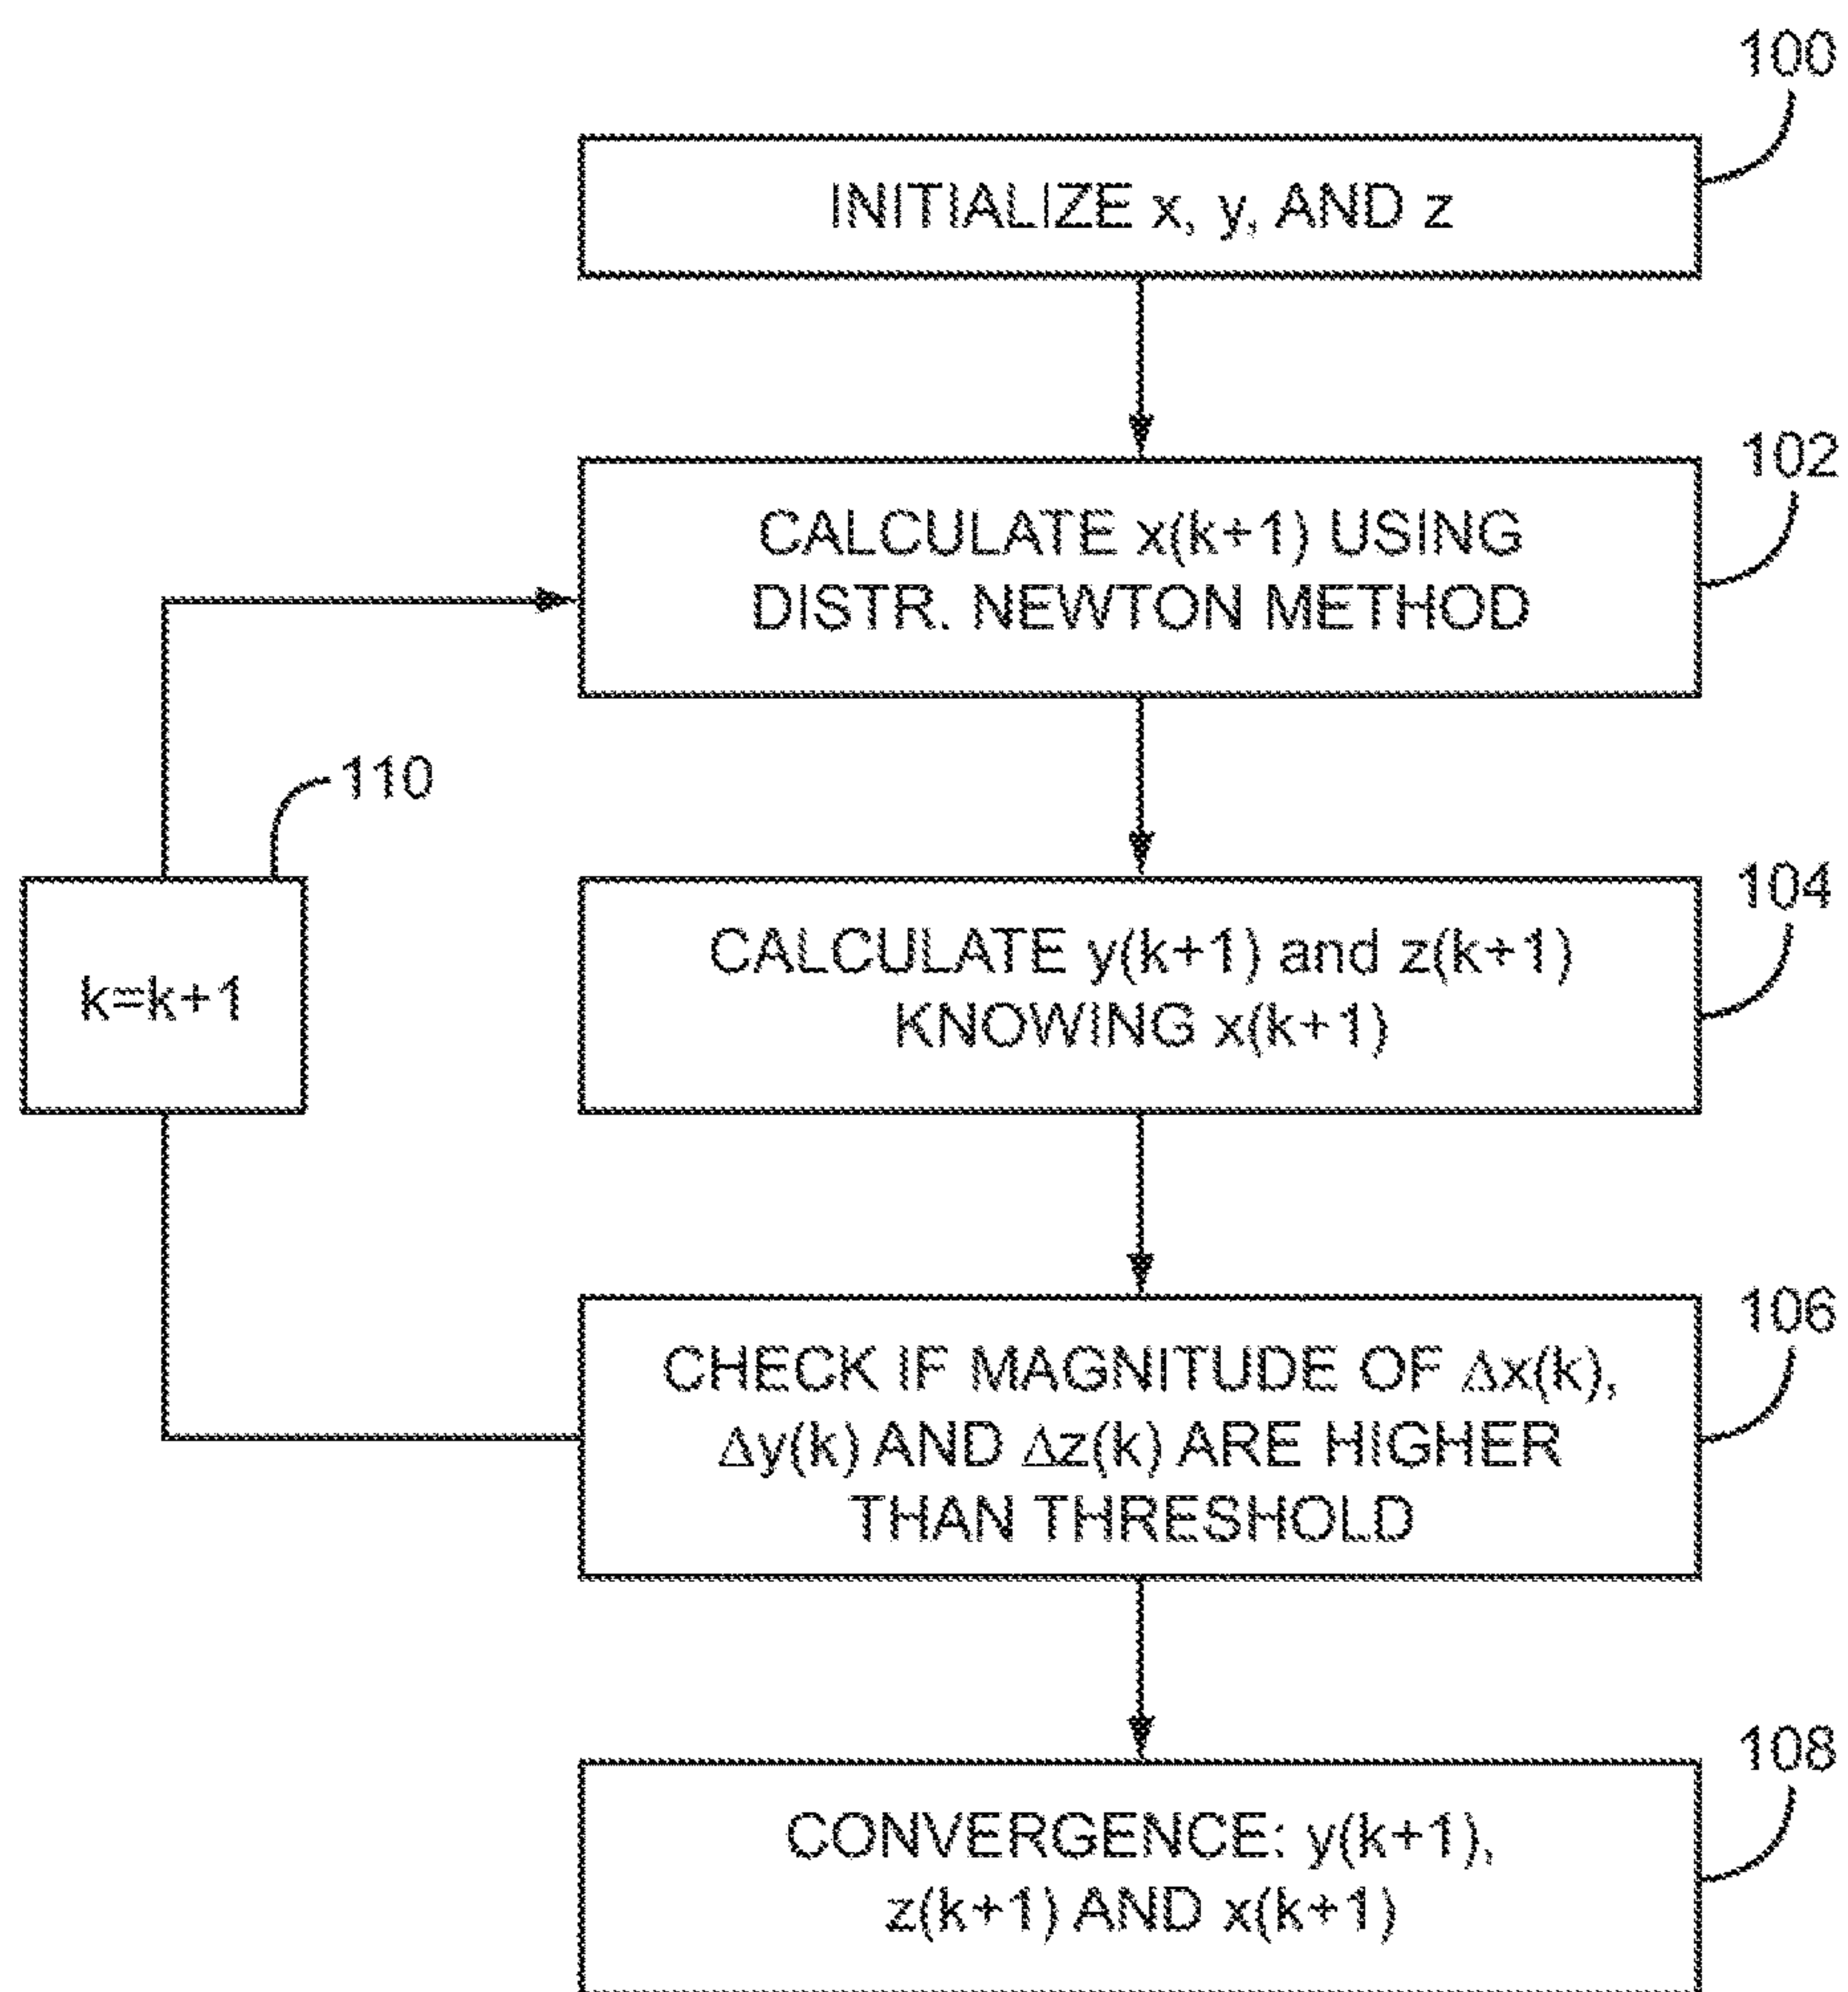 100
INITIALIZE x, y, AND z
102
CALCULATE x(k+1) USING
DISTR. NEWTON METHOD
110
k=k+1
104
CALCULATE y(k+1) and z(k+1)
KNOWING x(k+1)
106
CHECK IF MAGNITUDE OF Δx(k),
Δy(k) AND Δz(k) ARE HIGHER
THAN THRESHOLD
108
CONVERGENCE: y(k+1),
z(k+1) AND x(k+1)